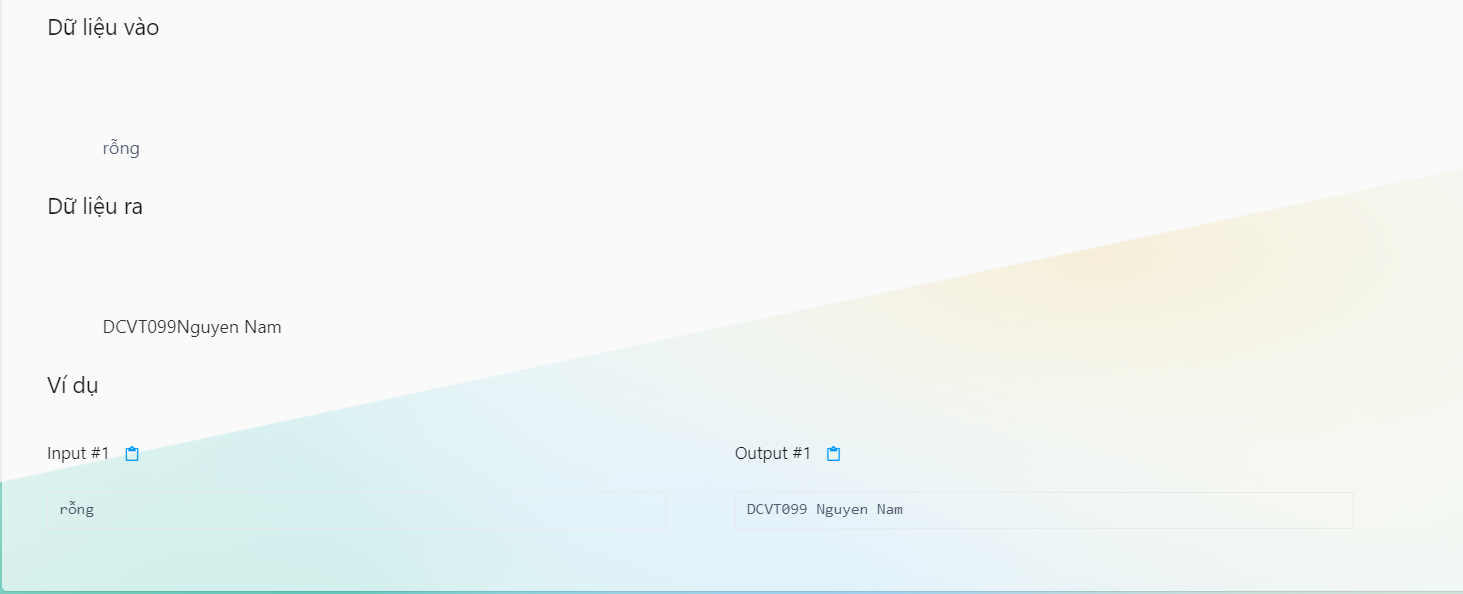 Dữ liệu vào
rỗng
Dữ liệu ra
DCVT099Nguyen Nam
Ví dụ
Input #1
Output #1
rỗng
DCVT099 Nguyen Nam